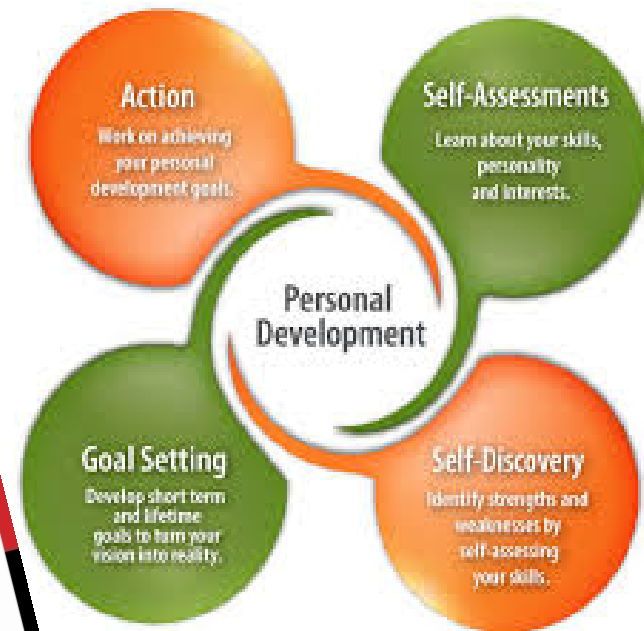 Action
Work on achieving
your personal
development goals.
Self-Assessments
Learn about your skills,
personality
and interests.
Personal
Development
Goal Setting
Develop short term
and lifetime
goals to turn your
vision into reality.
Self-Discovery
Identify strengths and
weaknesses by
self-assessing
your skills.